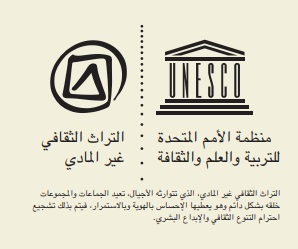 UNESCO
منظمة الأمم المتحدة
للتربية والعلم والثقافة
التراث الثقافي
غير المادي
التراث الثقافي غير المادي، الذي تتوارثه الأجيال، تعيد الجماعات والمجموعات
خلقه بشكل دائم وهو يعطيها الإحساس بالهوية وبالاستمرار، فيتم بذلك تشجيع
احترام التنوع الثقافي والإبداع البشري.